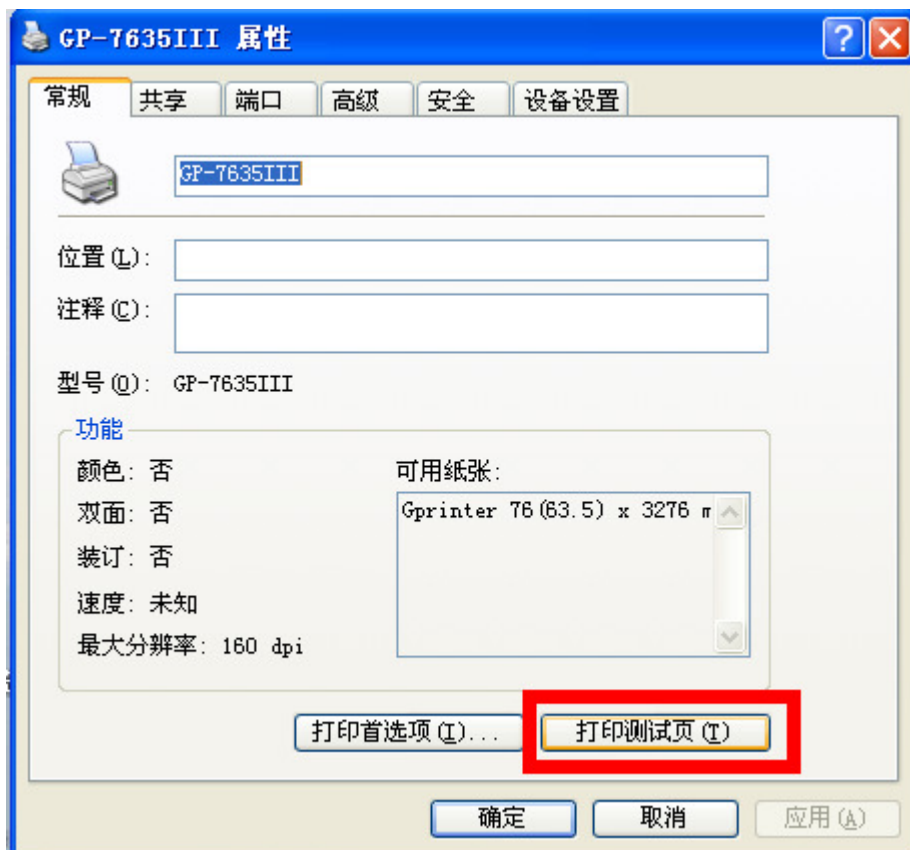 GP-7635III 属性
常规 共享 端口 高级 安全 设备设置
GP-7635III
位置(L):
注释(C):
型号(O): GP-7635III
功能
颜色: 否
双面: 否
装订: 否
速度: 未知
最大分辨率: 160 dpi
可用纸张:
Gprinter 76(63.5) x 3276 m
打印首选项(I)... 打印测试页(T)
确定 取消 应用(A)